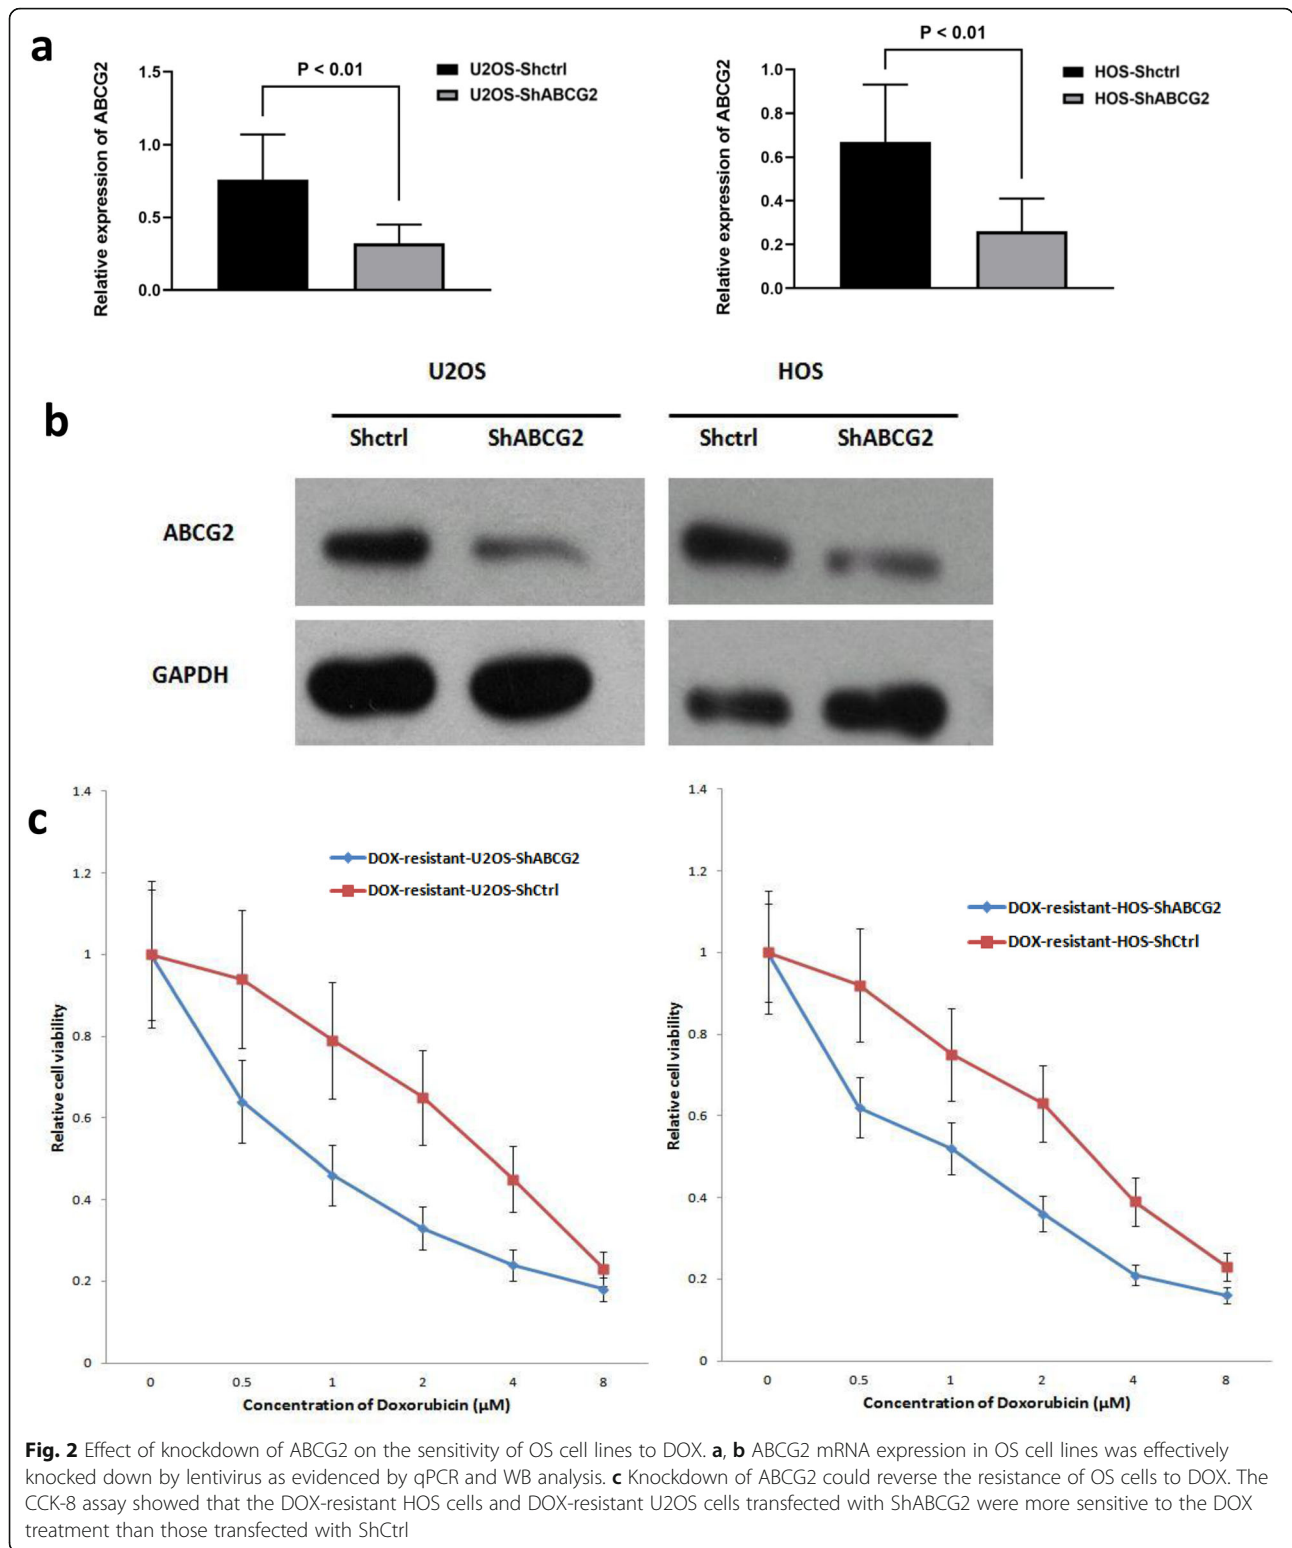 a
P < 0.01
U2OS-Shctrl
U2OS-ShABCG2
Relative expression of ABCG2
1.5
1.0
0.5
0.0
P < 0.01
HOS-Shctrl
HOS-ShABCG2
Relative expression of ABCG2
1.0
0.8
0.6
0.4
0.2
0.0
b
U2OS
HOS
Shctrl
ShABCG2
Shctrl
ShABCG2
ABCG2
GAPDH
c
1.4
1.2
1
0.8
0.6
0.4
0.2
0
Relative cell viability
DOX-resistant-U2OS-ShABCG2
DOX-resistant-U2OS-ShCtrl
0 0.5 1 2 4 8
Concentration of Doxorubicin (μM)
1.4
1.2
1
0.8
0.6
0.4
0.2
0
Relative cell viability
DOX-resistant-HOS-ShABCG2
DOX-resistant-HOS-ShCtrl
0 0.5 1 2 4 8
Concentration of Doxorubicin (μM)
Fig. 2 Effect of knockdown of ABCG2 on the sensitivity of OS cell lines to DOX. a, b ABCG2 mRNA expression in OS cell lines was effectively
knocked down by lentivirus as evidenced by qPCR and WB analysis. c Knockdown of ABCG2 could reverse the resistance of OS cells to DOX. The
CCK-8 assay showed that the DOX-resistant HOS cells and DOX-resistant U2OS cells transfected with ShABCG2 were more sensitive to the DOX
treatment than those transfected with ShCtrl